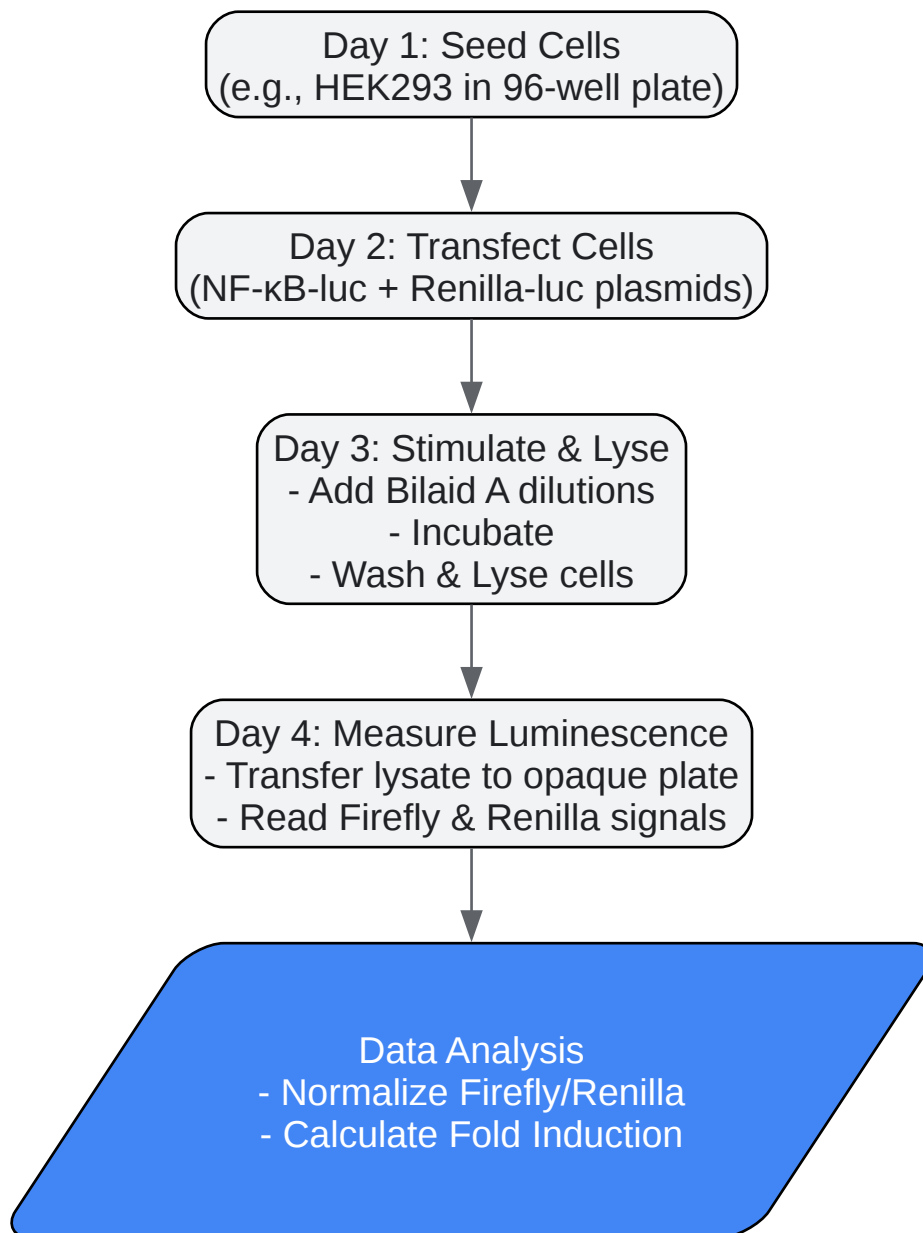 Day 1: Seed Cells
(e.g., HEK293 in 96-well plate)
Day 2: Transfect Cells
(NF-κB-luc + Renilla-luc plasmids)
Day 3: Stimulate & Lyse
- Add Bilaid A dilutions
- Incubate
- Wash & Lyse cells
Day 4: Measure Luminescence
- Transfer lysate to opaque plate
- Read Firefly & Renilla signals
Data Analysis
- Normalize Firefly/Renilla
- Calculate Fold Induction